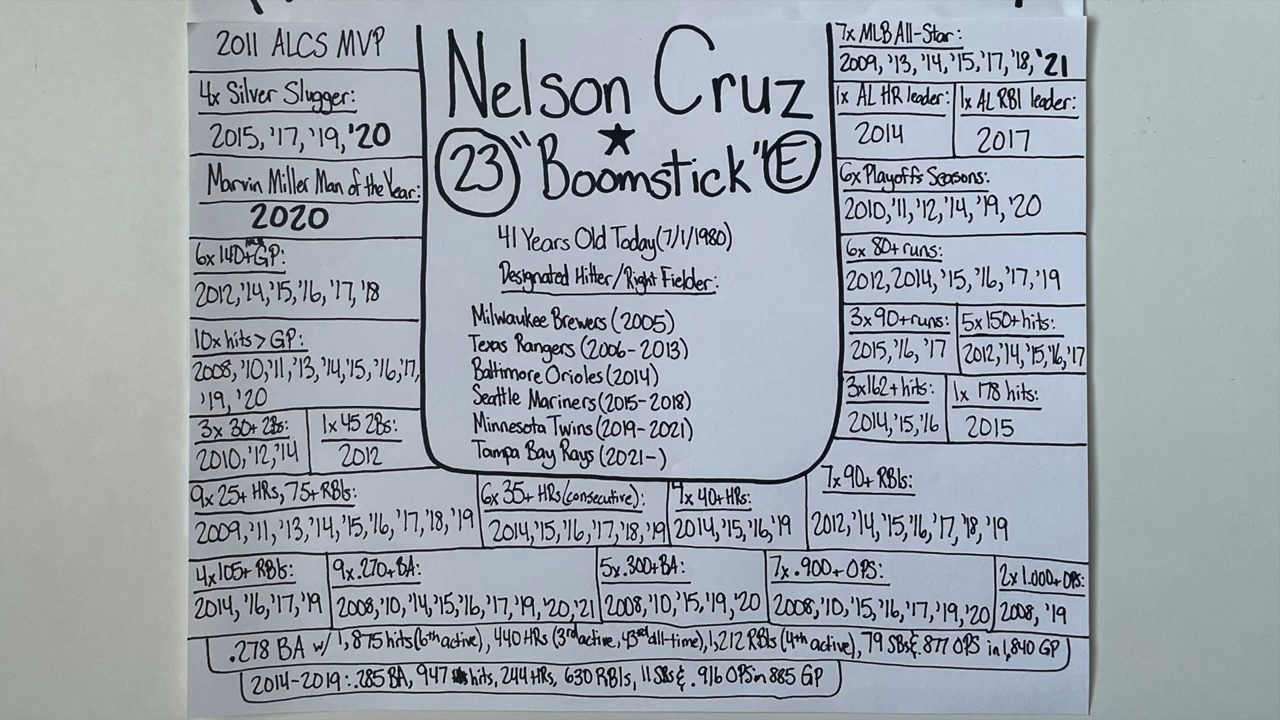 2011 ALCS MVP
4x Silver Slugger:
2015, '17, '19, '20
Marvin Miller Man of the Year:
2020
6x 140+ GP:
2012, '14, '15, '16, '17, '18
10x hits > GP:
2008, '10, '11, '13, '14, '15, '16, '17,
'19, '20
3x 30+ 2Bs:
2010, '12, '14
1x 45 2Bs:
2012
Nelson Cruz
★
23 "Boomstick" E
41 Years Old Today (7/1/1980)
Designated Hitter/Right Fielder:
Milwaukee Brewers (2005)
Texas Rangers (2006-2013)
Baltimore Orioles (2014)
Seattle Mariners (2015-2018)
Minnesota Twins (2019-2021)
Tampa Bay Rays (2021-)
7x MLB All-Star:
2009, '13, '14, '15, '17, '18, '21
1x AL HR leader:
2014
1x AL RBI leader:
2017
6x Playoffs Seasons:
2010, '11, '12, '14, '19, '20
6x 80+ runs:
2012, 2014, '15, '16, '17, '19
3x 90+ runs:
2015, '16, '17
5x 150+ hits:
2012, '14, '15, '16, '17
3x 162+ hits:
2014, '15, '16
1x 178 hits:
2015
9x 25+ HRs, 75+ RBIs:
2009, '11, '13, '14, '15, '16, '17, '18, '19
6x 35+ HRs (consecutive):
2014, '15, '16, '17, '18, '19
4x 40+ HRs:
2014, '15, '16, '19
7x 90+ RBIs:
2012, '14, '15, '16, '17, '18, '19
4x 105+ RBIs:
2014, '16, '17, '19
9x .270+ BA:
2008, '10, '14, '15, '16, '17, '19, '20, '21
5x .300+ BA:
2008, '10, '15, '19, '20
7x .900+ OPS:
2008, '10, '15, '16, '17, '19, '20
2x 1.000+ OPS:
2008, '19
.278 BA w/ 1,875 hits (6th active), 440 HRs (3rd active, 43rd all-time), 1,212 RBIs (4th active), 79 SBs & .877 OPS in 1,840 GP
2014-2019: .285 BA, 947 hits, 244 HRs, 630 RBIs, 11 SBs & .916 OPS in 885 GP